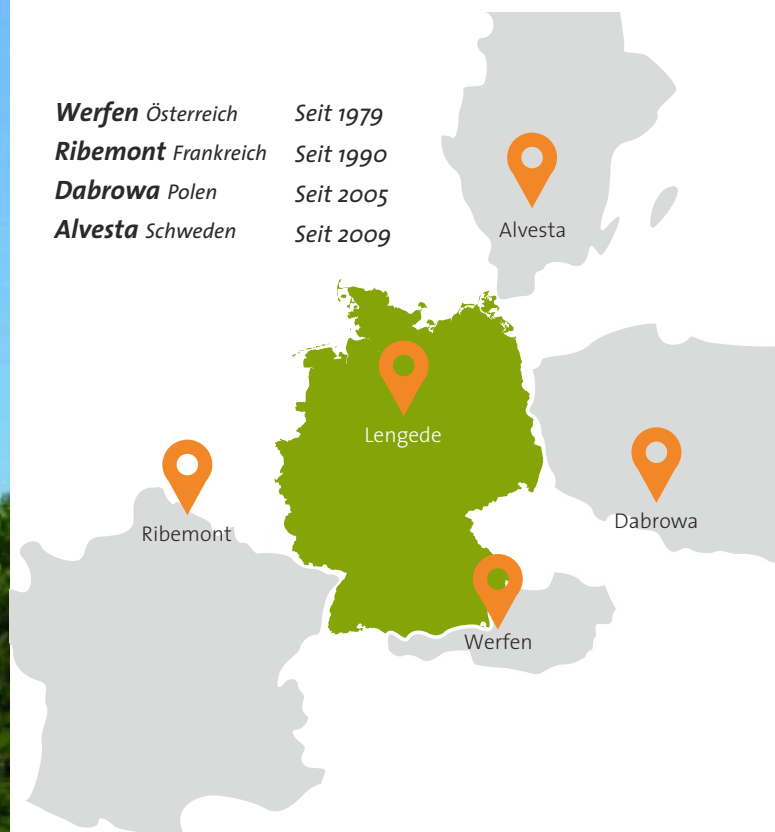 Werfen Österreich Seit 1979
Ribemont Frankreich Seit 1990
Dabrowa Polen Seit 2005
Alvesta Schweden Seit 2009
Alvesta
Lengede
Ribemont
Dabrowa
Werfen